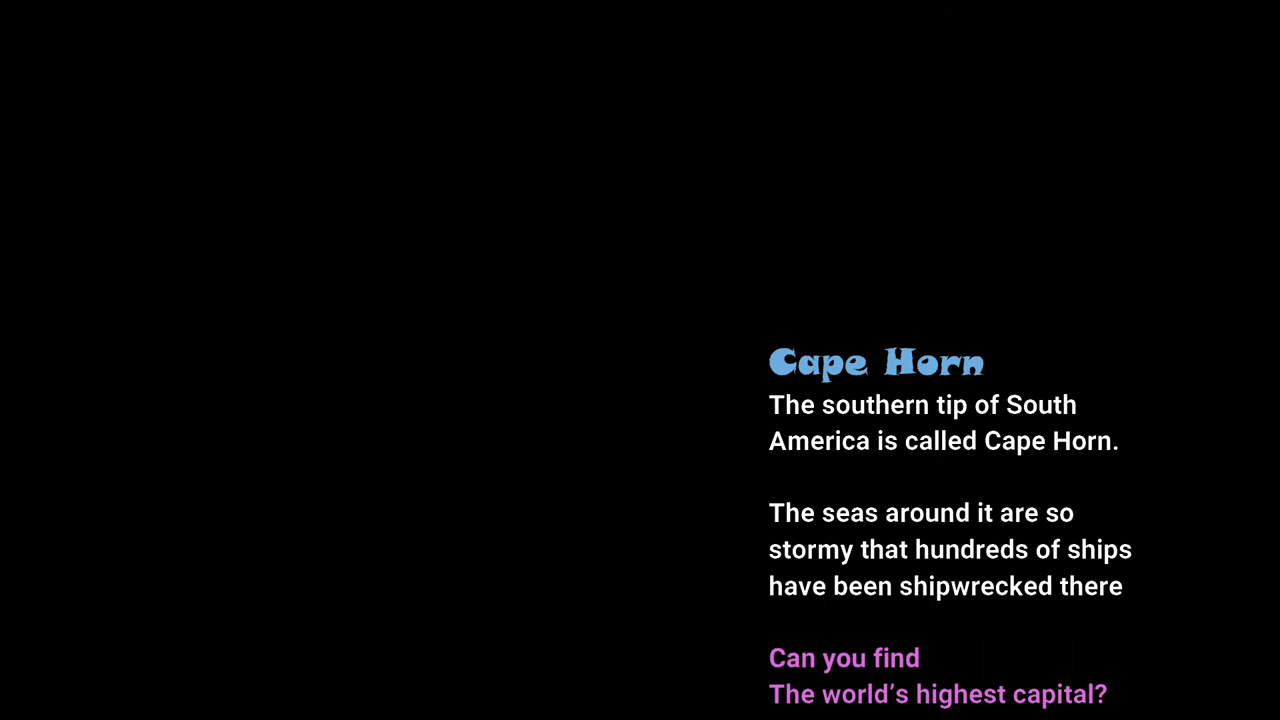 Cape Horn
The southern tip of South
America is called Cape Horn.
The seas around it are so
stormy that hundreds of ships
have been shipwrecked there
Can you find
The world’s highest capital?